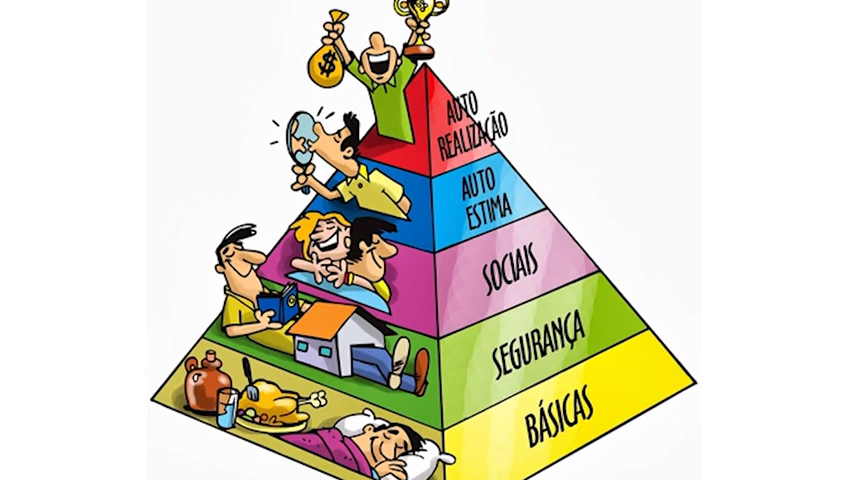 $
AUTO
REALIZAÇÃO
AUTO
ESTIMA
SOCIAIS
SEGURANÇA
BÁSICAS